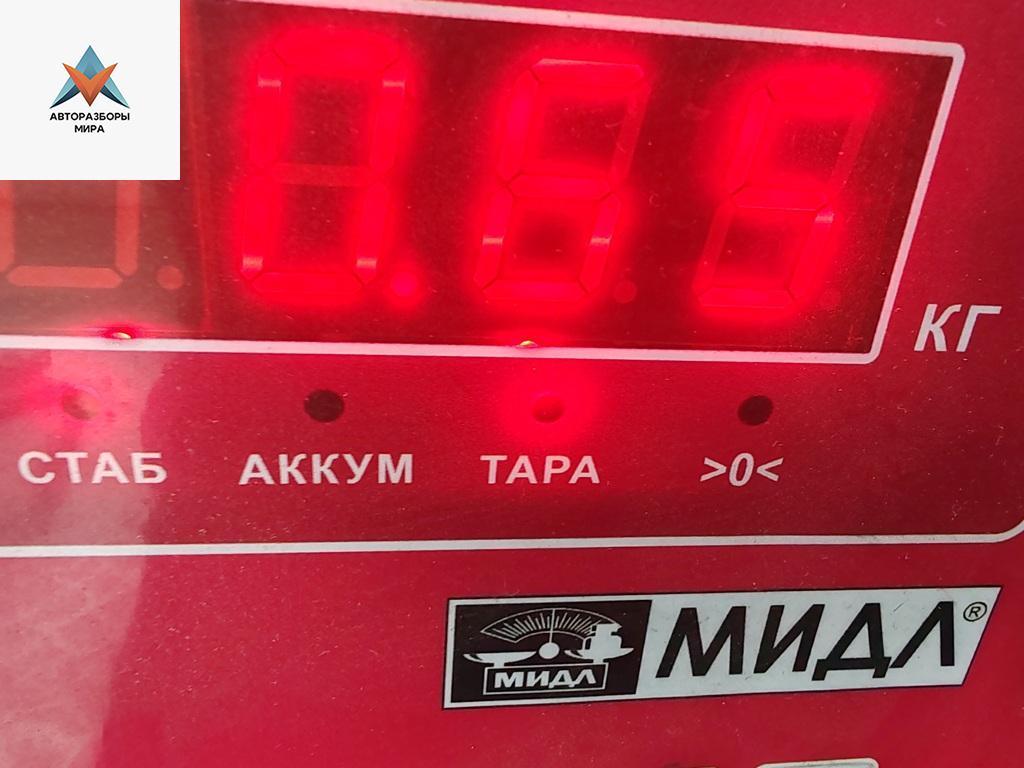 АВТОРАЗБОРЫ
МИРА
0.66
КГ
СТАБ АККУМ ТАРА >0<
МИДЛ МИДЛ®